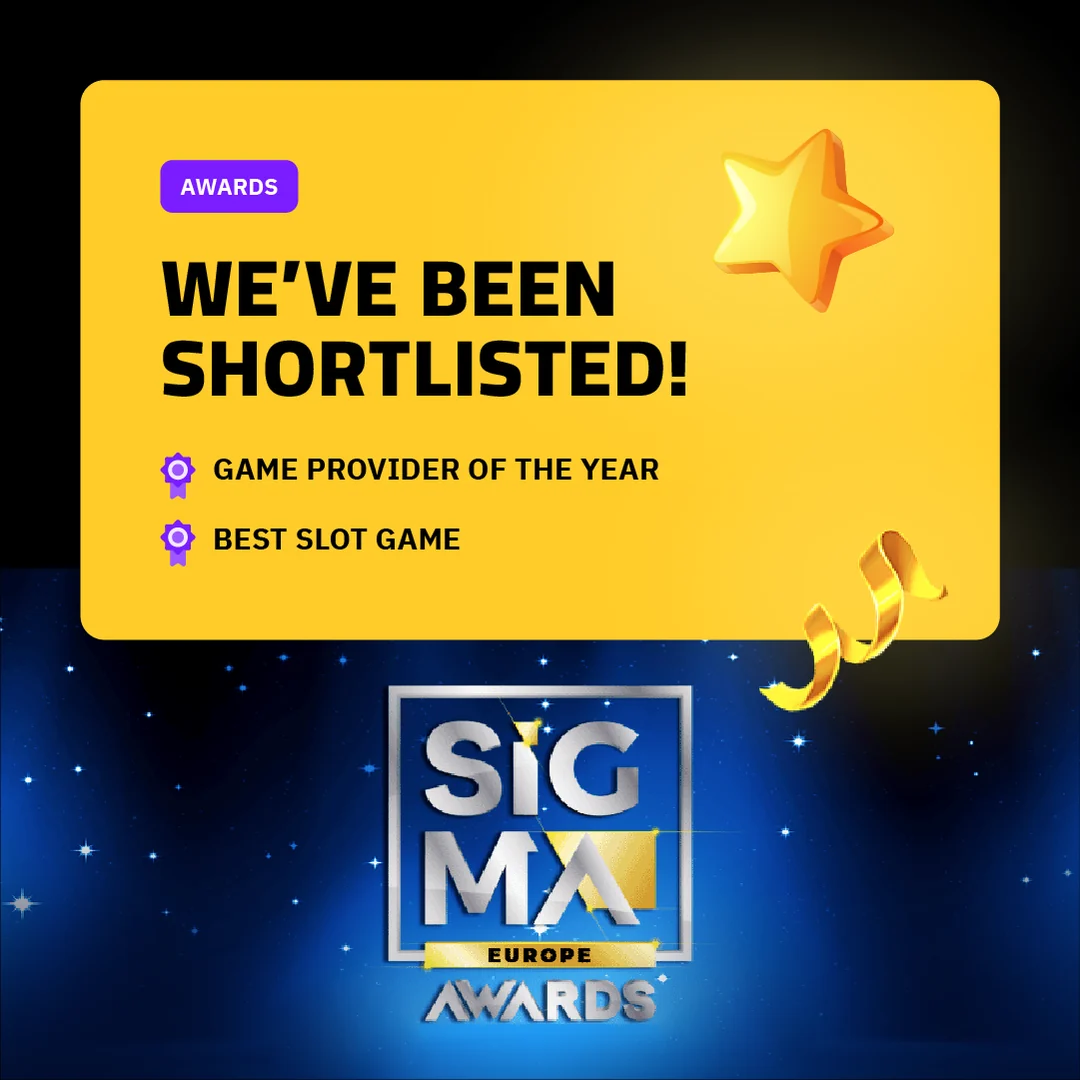 AWARDS
WE’VE BEEN
SHORTLISTED!
GAME PROVIDER OF THE YEAR
BEST SLOT GAME
SiG
MA
EUROPE
AWARDS